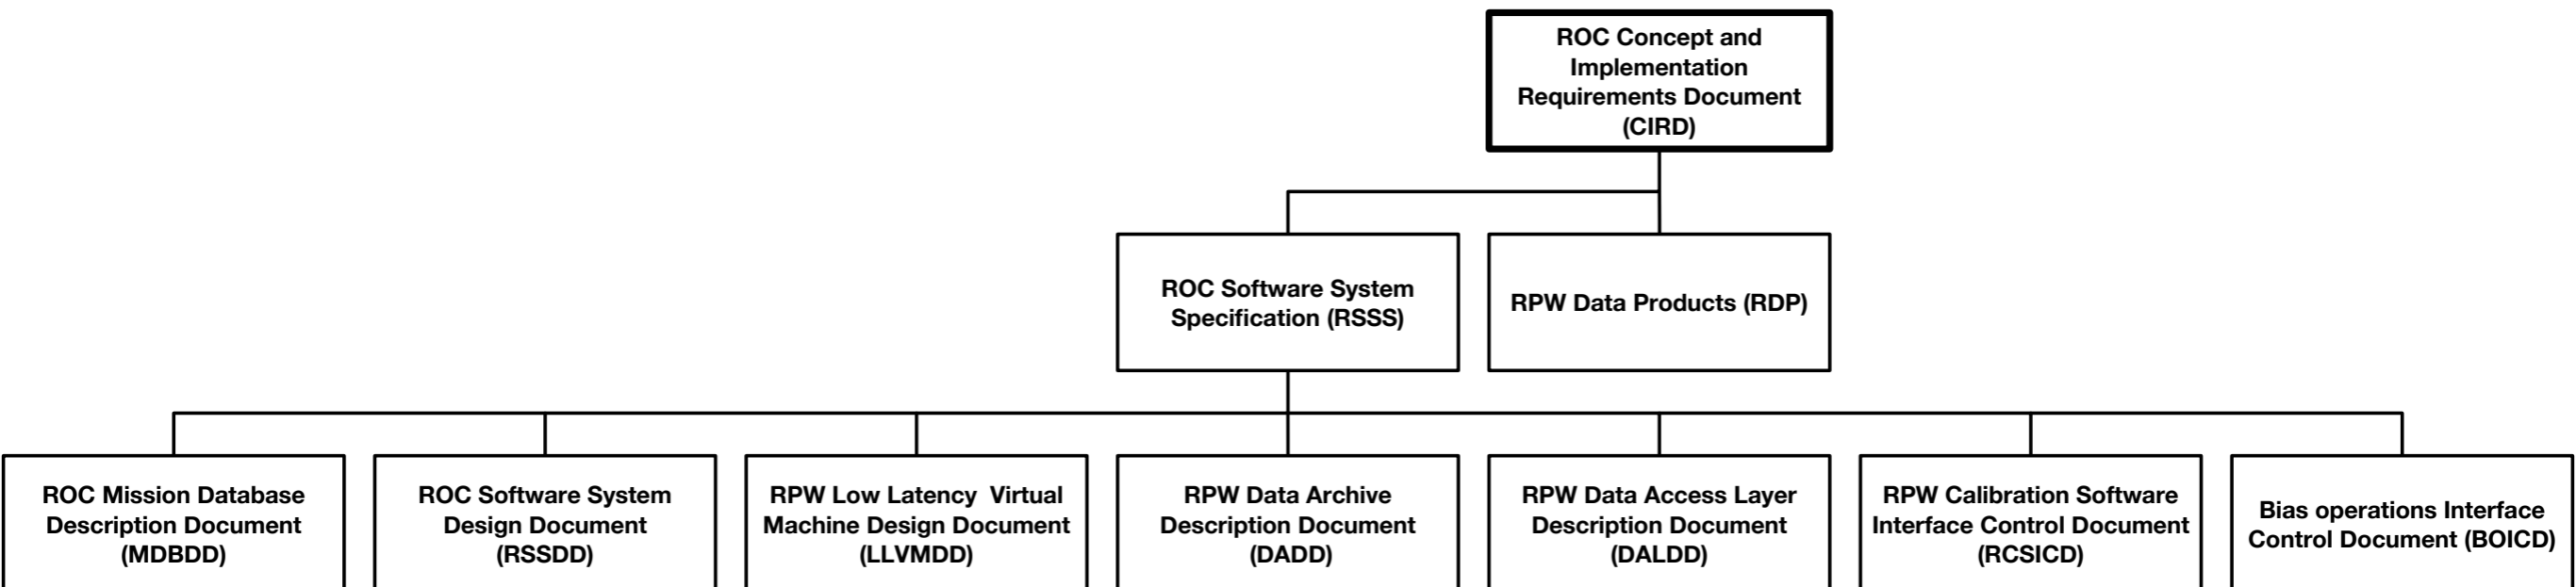 ROC Concept and
Implementation
Requirements Document
(CIRD)
ROC Software System
Specification (RSSS)
RPW Data Products (RDP)
ROC Mission Database
Description Document
(MDBDD)
ROC Software System
Design Document
(RSSDD)
RPW Low Latency  Virtual
Machine Design Document
(LLVMDD)
RPW Data Archive
Description Document
(DADD)
RPW Data Access Layer
Description Document
(DALDD)
RPW Calibration Software
Interface Control Document
(RCSICD)
Bias operations Interface
Control Document (BOICD)